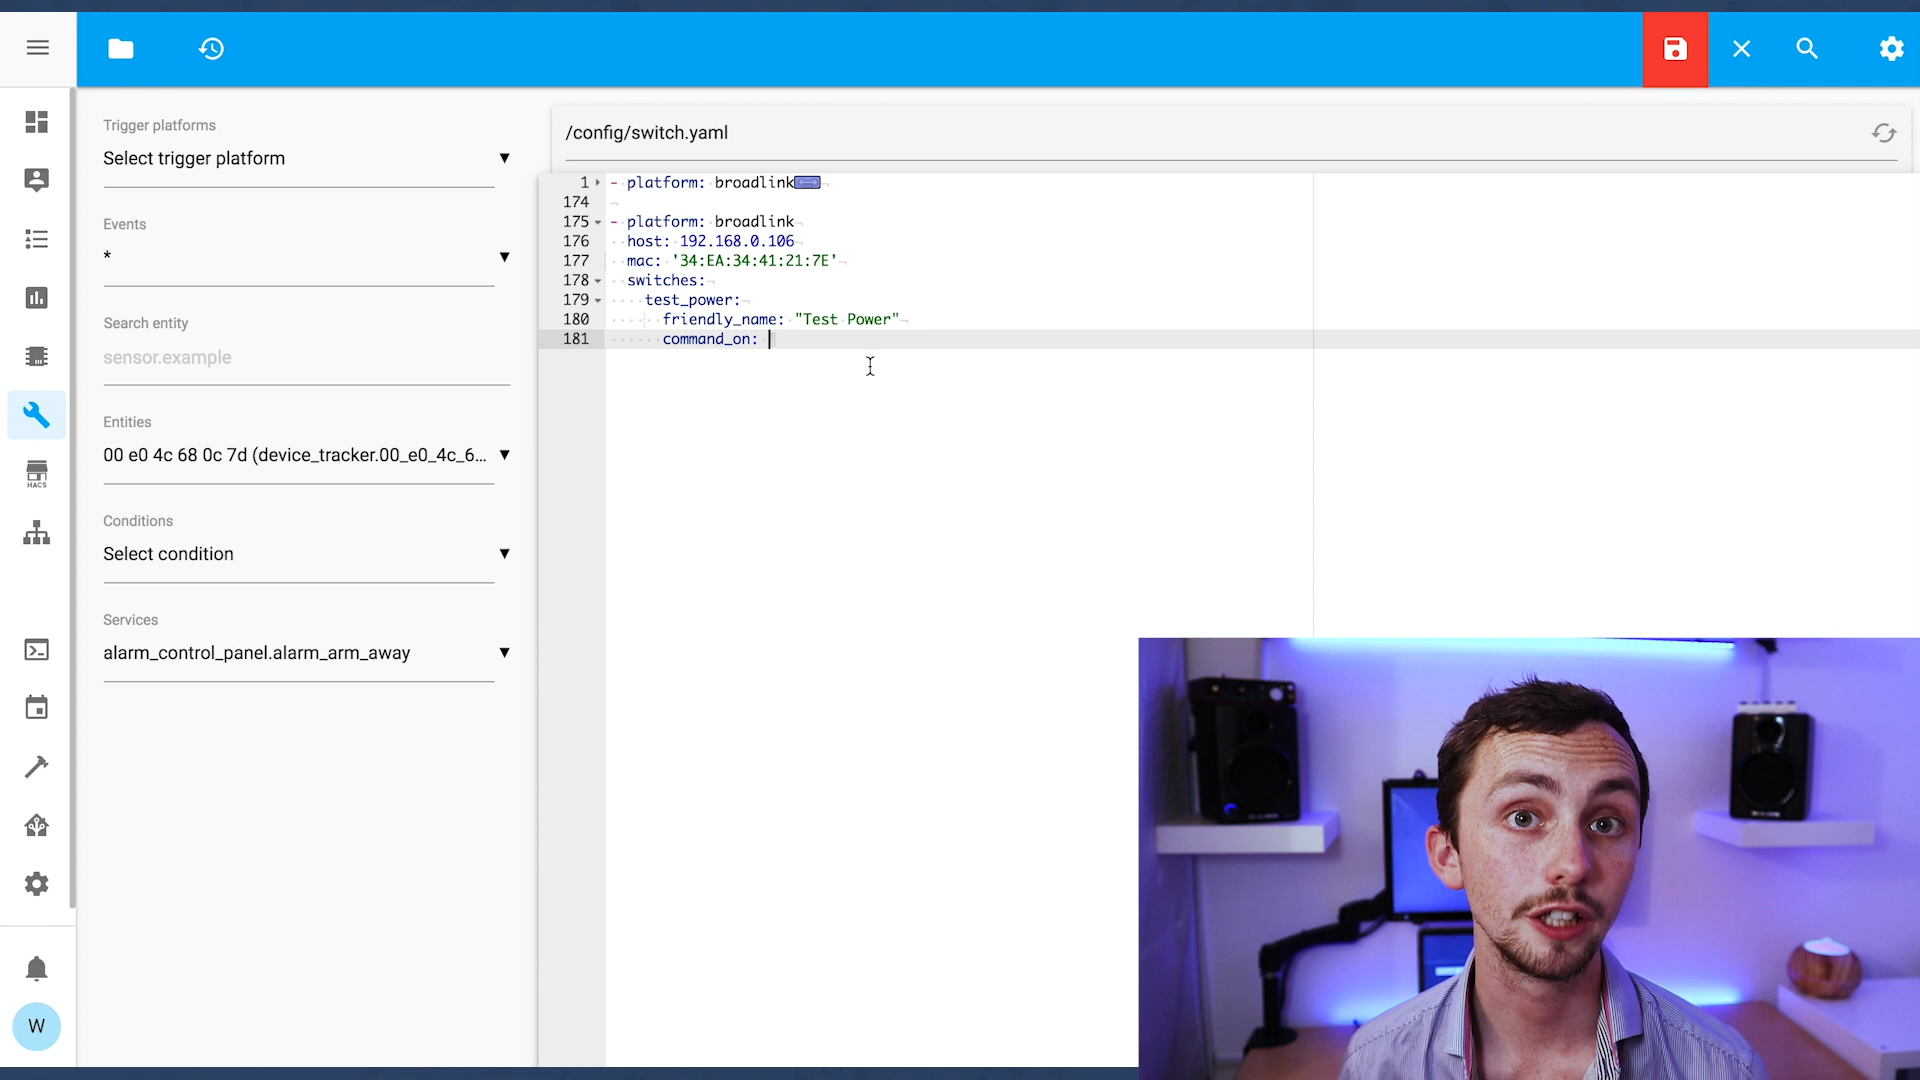 Trigger platforms
Select trigger platform
Events
*
Search entity
sensor.example
Entities
00 e0 4c 68 0c 7d (device_tracker.00_e0_4c_6...
Conditions
Select condition
Services
alarm_control_panel.alarm_arm_away
HACS
W
/config/switch.yaml
1 - platform: broadlink
174
175 - platform: broadlink
176 host: 192.168.0.106
177 mac: '34:EA:34:41:21:7E'
178 switches:
179 test_power:
180 friendly_name: "Test Power"
181 command_on: